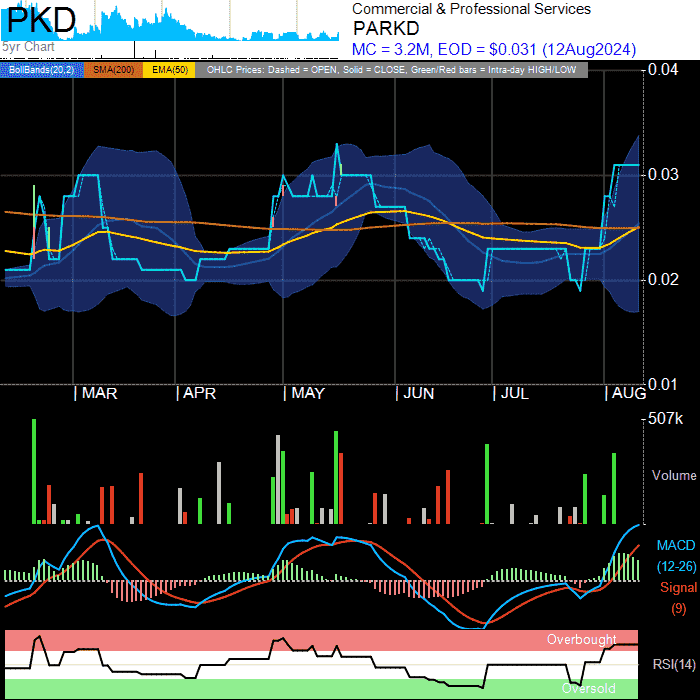 PKD
5yr Chart
Commercial & Professional Services
PARKD
MC = 3.2M, EOD = $0.031 (12Aug2024)
BollBands(20,2) SMA(200) EMA(50) OHLC Prices: Dashed = OPEN, Solid = CLOSE, Green/Red bars = Intra-day HIGH/LOW
0.04
0.03
0.02
0.01
| MAR | APR | MAY | JUN | JUL | AUG
507k
Volume
MACD
(12-26)
Signal
(9)
Overbought
RSI(14)
Oversold